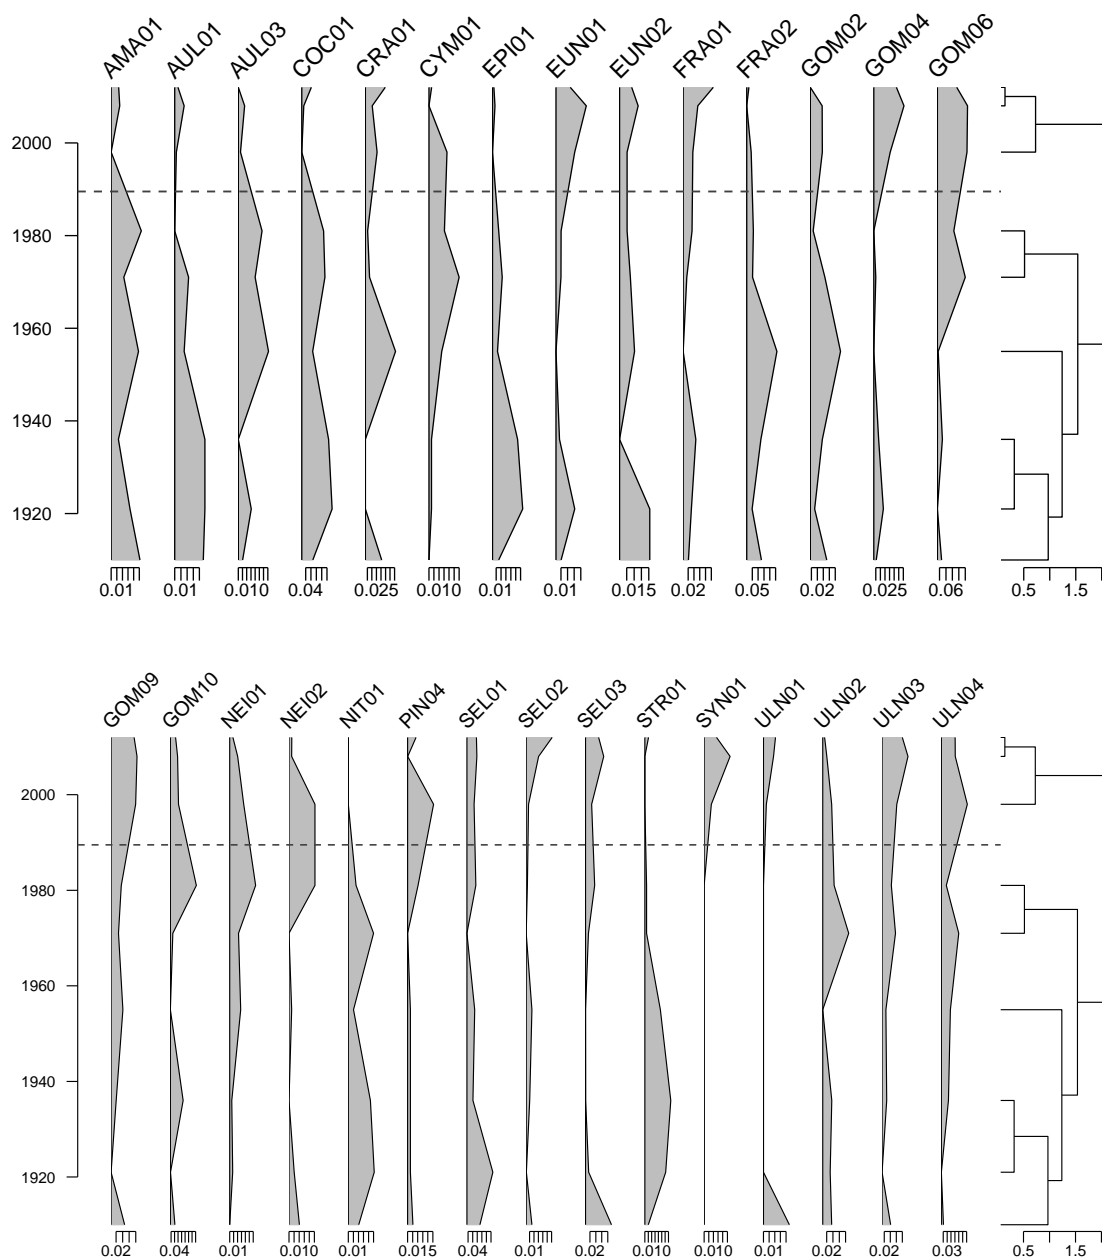 AMA01 AUL01 AUL03 COC01 CRA01 CYM01 EPI01 EUN01 EUN02 FRA01 FRA02 GOM02 GOM04 GOM06
2000
1980
1960
1940
1920
0.01 0.01 0.010 0.04 0.025 0.010 0.01 0.01 0.015 0.02 0.05 0.02 0.025 0.06 0.5 1.5
GOM09 GOM10 NEI01 NEI02 NIT01 PIN04 SEL01 SEL02 SEL03 STR01 SYN01 ULN01 ULN02 ULN03 ULN04
2000
1980
1960
1940
1920
0.02 0.04 0.01 0.010 0.01 0.015 0.04 0.01 0.02 0.010 0.010 0.01 0.02 0.02 0.03 0.5 1.5